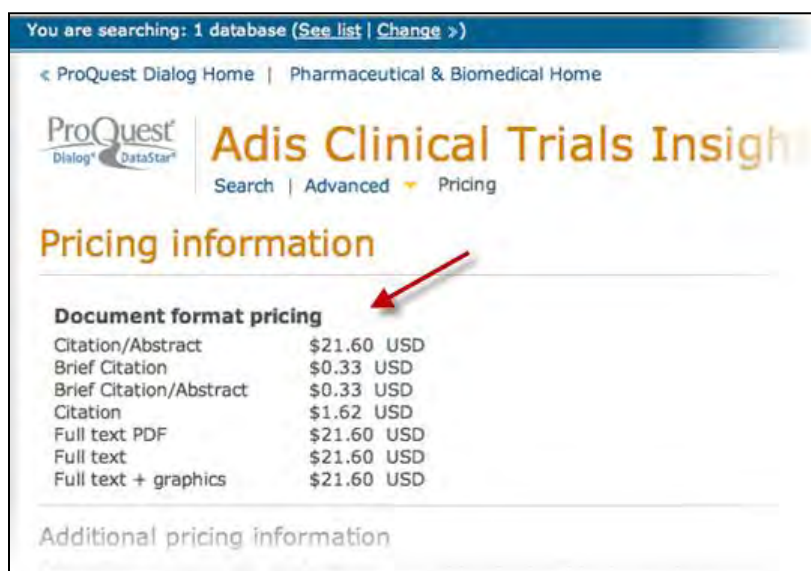 You are searching: 1 database (See list | Change »)
« ProQuest Dialog Home | Pharmaceutical & Biomedical Home
ProQuest
Dialog® DataStar®
Adis Clinical Trials Insigh
Search | Advanced Pricing
Pricing information
Document format pricing
Citation/Abstract $21.60 USD
Brief Citation $0.33 USD
Brief Citation/Abstract $0.33 USD
Citation $1.62 USD
Full text PDF $21.60 USD
Full text $21.60 USD
Full text + graphics $21.60 USD
Additional pricing information